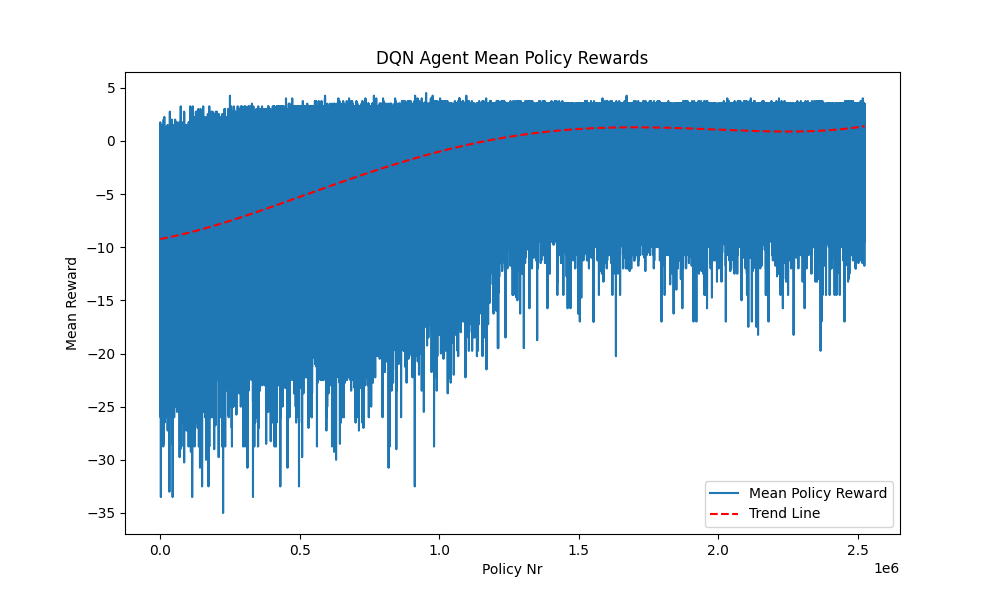 DQN Agent Mean Policy Rewards
5
0
−5
−10
−15
−20
−25
−30
−35
Mean Reward
0.0
0.5
1.0
1.5
2.0
2.5
1e6
Policy Nr
Mean Policy Reward
Trend Line